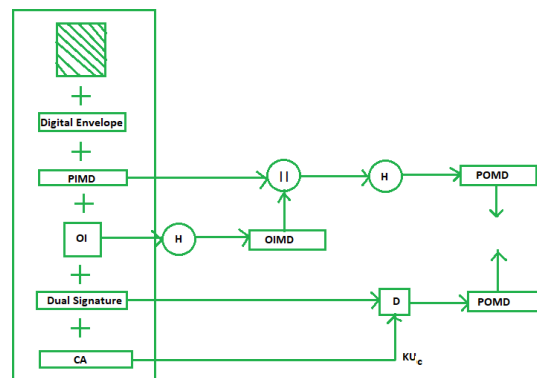 Digital Envelope
PIMD
||
H
POMD
OI
H
OIMD
Dual Signature
D
POMD
CA
KUc